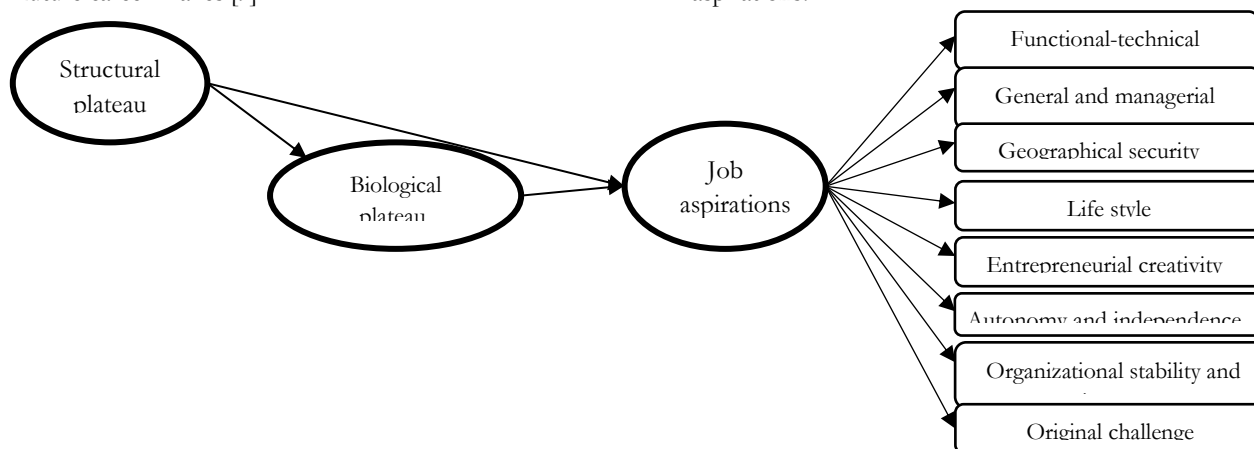 aspirations.
Structural
plateau
Biological
plateau
Job
aspirations
Functional-technical
General and managerial
Geographical security
Life style
Entrepreneurial creativity
Autonomy and independence
Organizational stability and
Original challenge